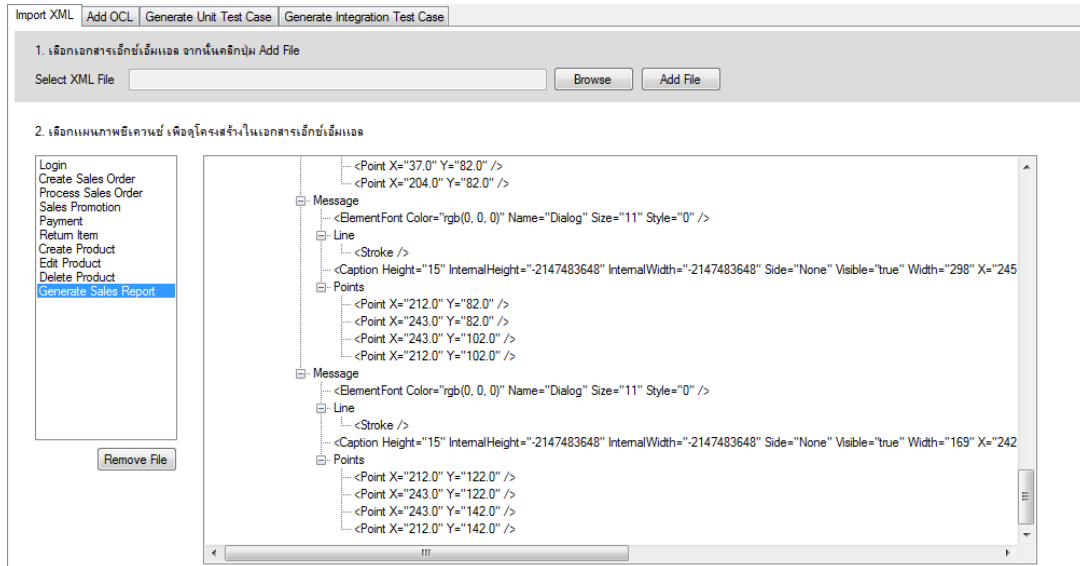 Import XML Add OCL Generate Unit Test Case Generate Integration Test Case
1. เลือกเอกสารเอ็กซ์เอ็มแอล จากนั้นคลิกปุ่ม Add File
Select XML File Browse Add File
2. เลือกแผนภาพซีเควนซ์ เพื่อดูโครงสร้างในเอกสารเอ็กซ์เอ็มแอล
Login
Create Sales Order
Process Sales Order
Sales Promotion
Payment
Return Item
Create Product
Edit Product
Delete Product
Generate Sales Report
Remove File
<Point X="37.0" Y="82.0" />
<Point X="204.0" Y="82.0" />
Message
<ElementFont Color="rgb(0, 0, 0)" Name="Dialog" Size="11" Style="0" />
Line
<Stroke />
<Caption Height="15" InternalHeight="-2147483648" InternalWidth="-2147483648" Side="None" Visible="true" Width="298" X="245
Points
<Point X="212.0" Y="82.0" />
<Point X="243.0" Y="82.0" />
<Point X="243.0" Y="102.0" />
<Point X="212.0" Y="102.0" />
Message
<ElementFont Color="rgb(0, 0, 0)" Name="Dialog" Size="11" Style="0" />
Line
<Stroke />
<Caption Height="15" InternalHeight="-2147483648" InternalWidth="-2147483648" Side="None" Visible="true" Width="169" X="242
Points
<Point X="212.0" Y="122.0" />
<Point X="243.0" Y="122.0" />
<Point X="243.0" Y="142.0" />
<Point X="212.0" Y="142.0" />